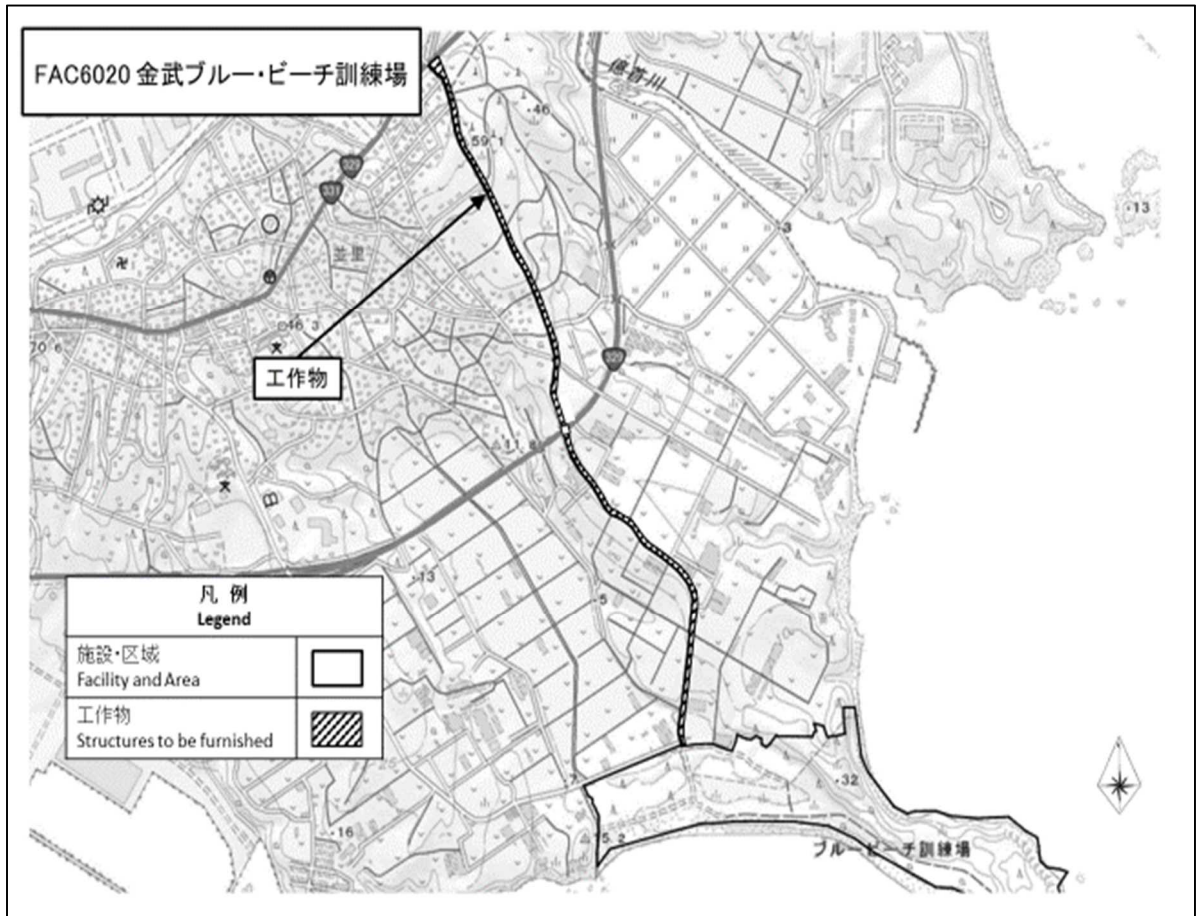 FAC6020 金武ブルー・ビーチ訓練場
億首川
46
59 1
329
331
13
3
並里
46 3
70 6
工作物
329
11 8
凡例
Legend
施設・区域
Facility and Area
工作物
Structures to be furnished
13
5
7
32
16
5 2
ブルービーチ訓練場